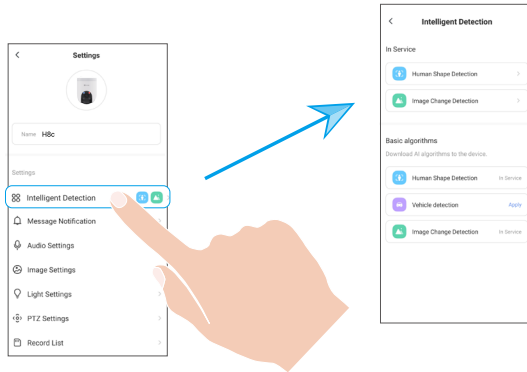 Settings
Name H8c
Settings
Intelligent Detection
Message Notification
Audio Settings
Image Settings
Light Settings
PTZ Settings
Record List
Intelligent Detection
In Service
Human Shape Detection
Image Change Detection
Basic algorithms
Download AI algorithms to the device.
Human Shape Detection In Service
Vehicle detection Apply
Image Change Detection In Service